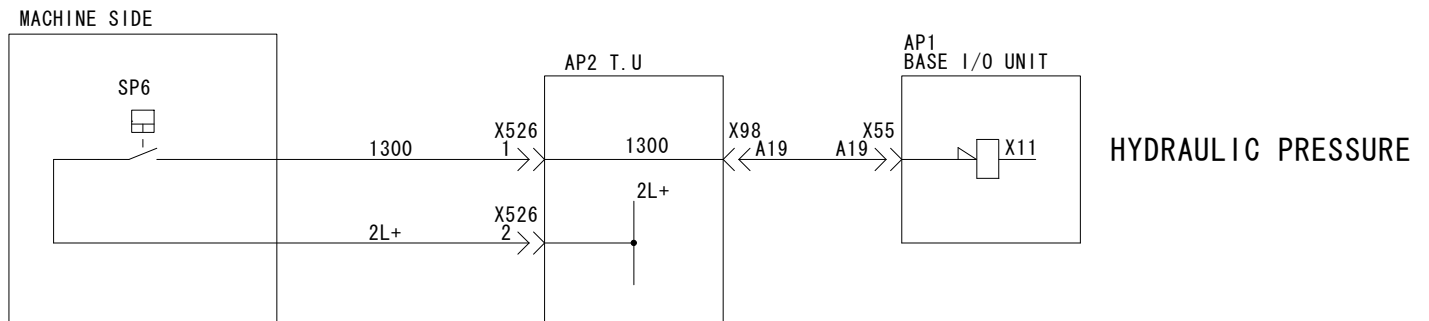 MACHINE SIDE
SP6
1300
2L+
X526
1
X526
2
AP2 T.U
1300
2L+
X98
A19
A19
X55
AP1
BASE I/O UNIT
X11
HYDRAULIC PRESSURE